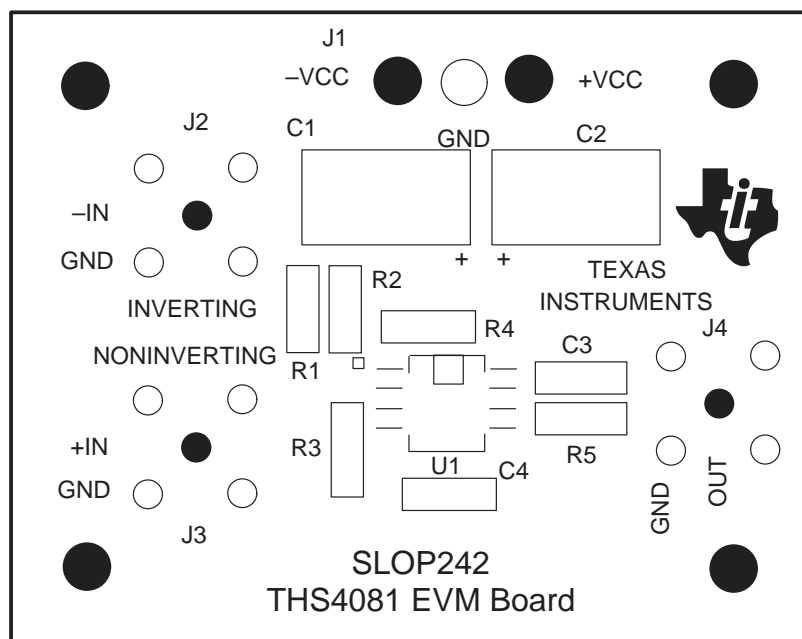 J1
–VCC
+VCC
J2
C1
GND
C2
–IN
GND
+ +
TEXAS
INSTRUMENTS
R2
INVERTING
R4
J4
NONINVERTING
R1
C3
+IN
R3
U1
C4
R5
GND
GND
OUT
J3
SLOP242
THS4081 EVM Board
ti